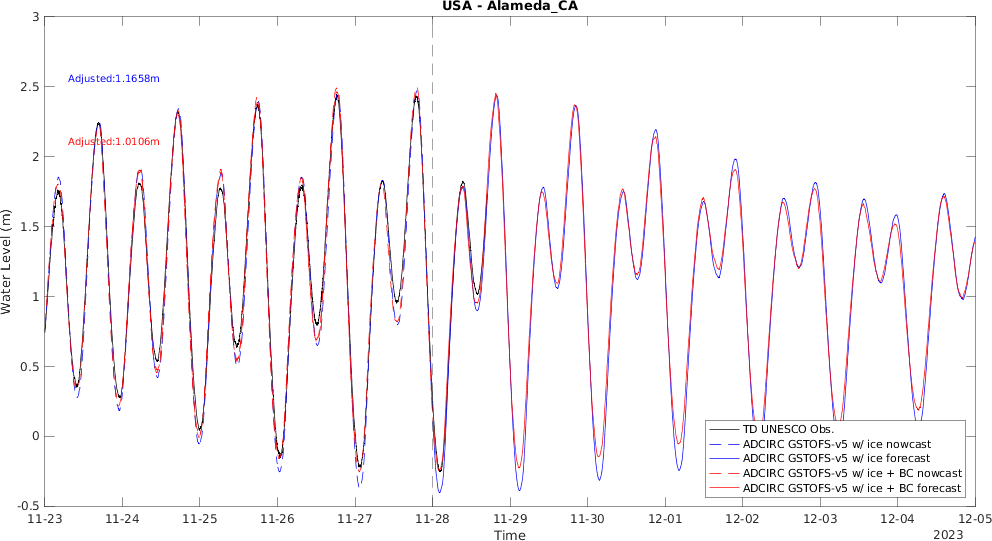 USA - Alameda_CA
3
2.5
2
1.5
1
0.5
0
-0.5
Water Level (m)
Adjusted:1.1658m
Adjusted:1.0106m
TD UNESCO Obs.
ADCIRC GSTOFS-v5 w/ ice nowcast
ADCIRC GSTOFS-v5 w/ ice forecast
ADCIRC GSTOFS-v5 w/ ice + BC nowcast
ADCIRC GSTOFS-v5 w/ ice + BC forecast
11-23 11-24 11-25 11-26 11-27 11-28 11-29 11-30 12-01 12-02 12-03 12-04 12-05
Time
2023